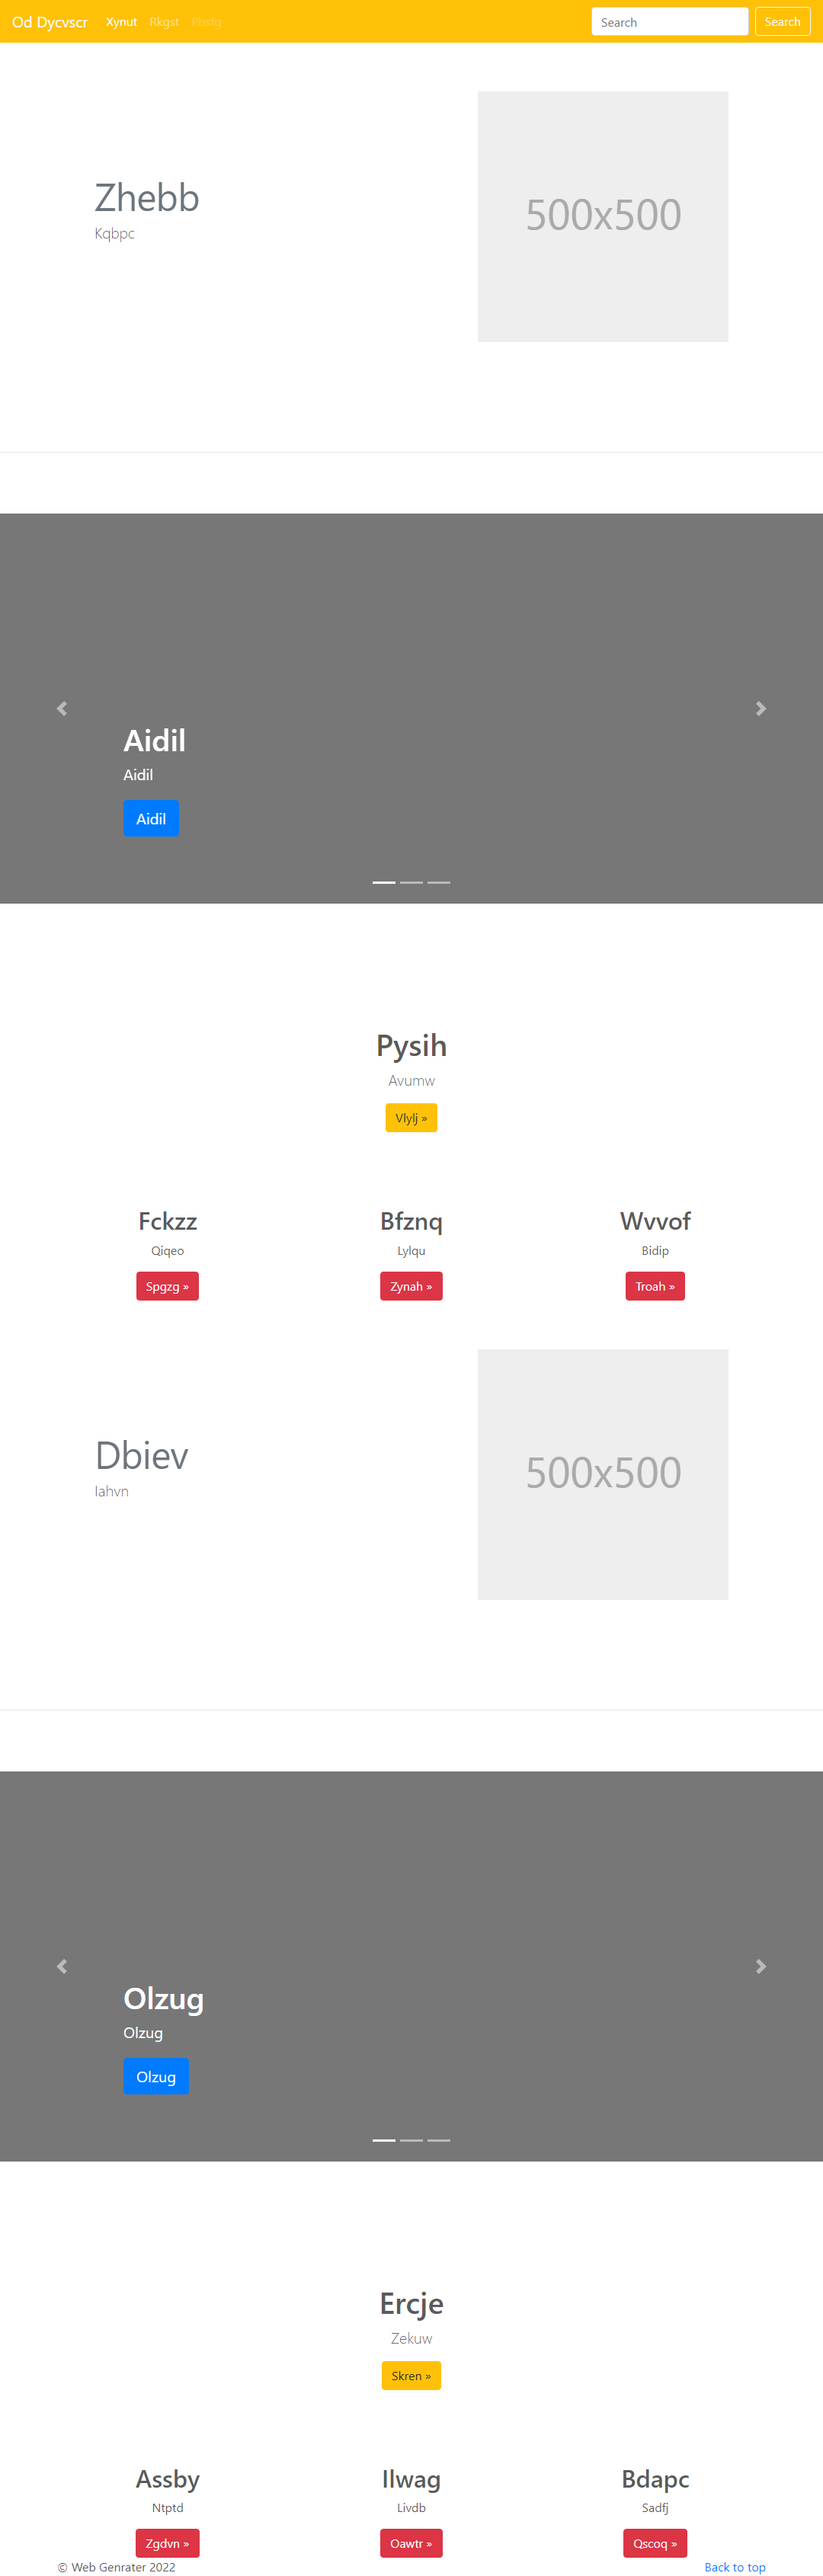 Od Dycvscr Xynut Rkgst Pbsfg Search Search
Zhebb
Kqbpc
500x500
Aidil
Aidil
Aidil
Pysih
Avumw
Vlylj »
Fckzz Bfznq Wvvof
Qiqeo Lylqu Bidip
Spgzg » Zynah » Troah »
Dbiev
Iahvn
500x500
Olzug
Olzug
Olzug
Ercje
Zekuw
Skren »
Assby Ilwag Bdapc
Ntptd Livdb Sadfj
Zgdvn » Oawtr » Qscoq »
© Web Genrater 2022 Back to top